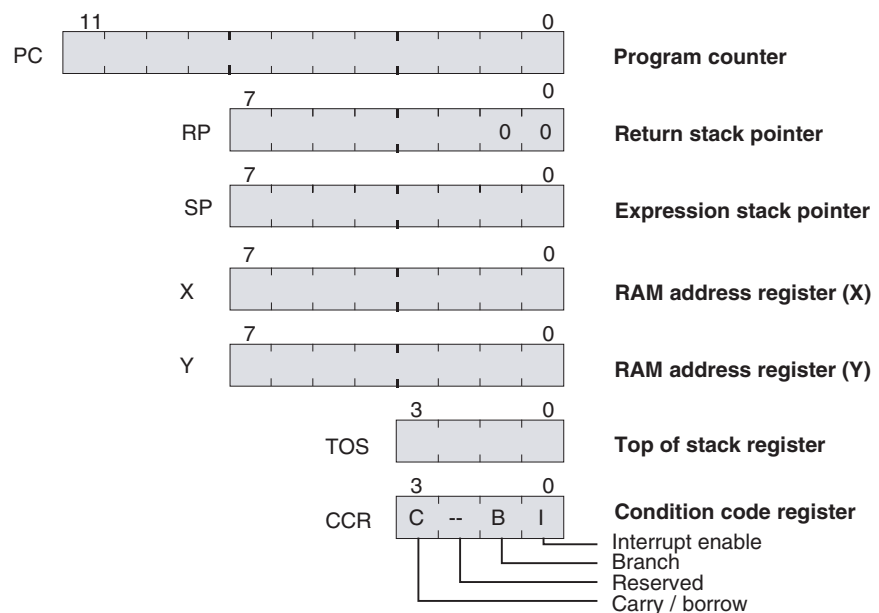 11 0
PC Program counter
7 0
RP 0 0 Return stack pointer
7 0
SP Expression stack pointer
7 0
X RAM address register (X)
7 0
Y RAM address register (Y)
3 0
TOS Top of stack register
3 0
CCR C -- B I Condition code register
Interrupt enable
Branch
Reserved
Carry / borrow